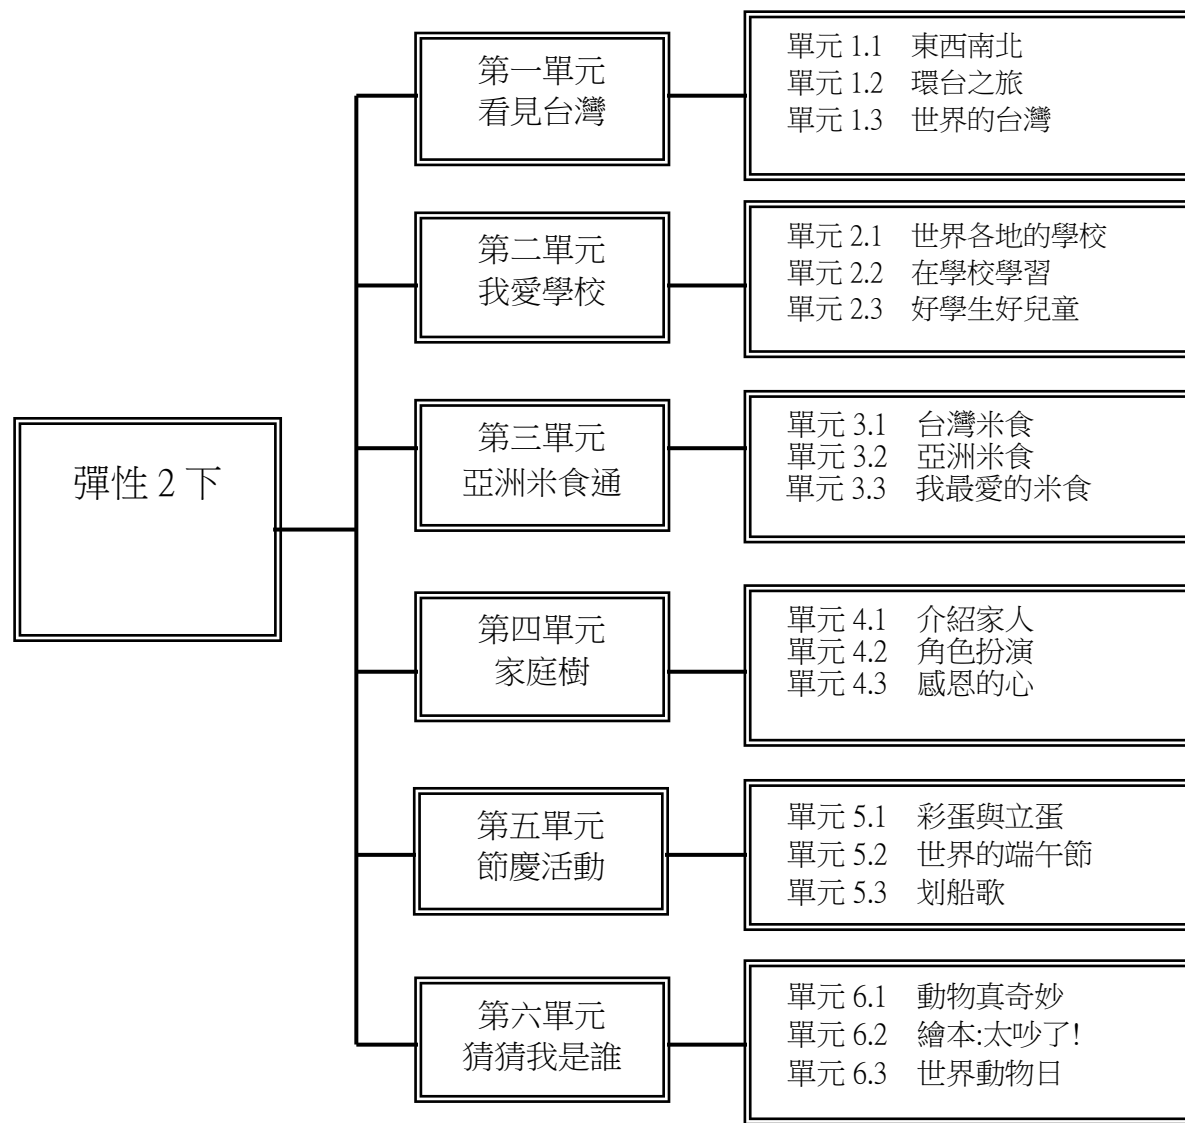 彈性 2 下
第一單元
看見台灣
單元 1.1 東西南北
單元 1.2 環台之旅
單元 1.3 世界的台灣
第二單元
我愛學校
單元 2.1 世界各地的學校
單元 2.2 在學校學習
單元 2.3 好學生好兒童
第三單元
亞洲米食通
單元 3.1 台灣米食
單元 3.2 亞洲米食
單元 3.3 我最愛的米食
第四單元
家庭樹
單元 4.1 介紹家人
單元 4.2 角色扮演
單元 4.3 感恩的心
第五單元
節慶活動
單元 5.1 彩蛋與立蛋
單元 5.2 世界的端午節
單元 5.3 划船歌
第六單元
猜猜我是誰
單元 6.1 動物真奇妙
單元 6.2 繪本:太吵了!
單元 6.3 世界動物日